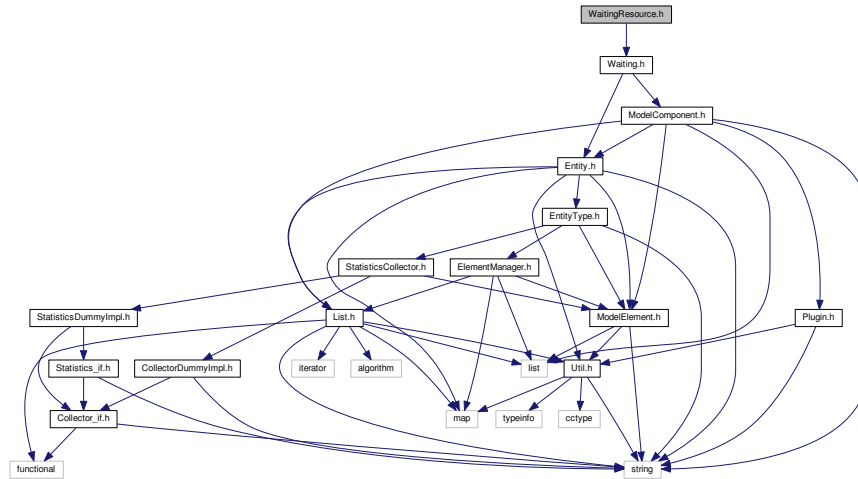 WaitingResource.h
Waiting.h
ModelComponent.h
Entity.h
EntityType.h
StatisticsCollector.h
ElementManager.h
StatisticsDummyImpl.h
List.h
ModelElement.h
Plugin.h
Statistics_if.h
CollectorDummyImpl.h
iterator
algorithm
list
Util.h
Collector_if.h
map
typeinfo
cctype
functional
string